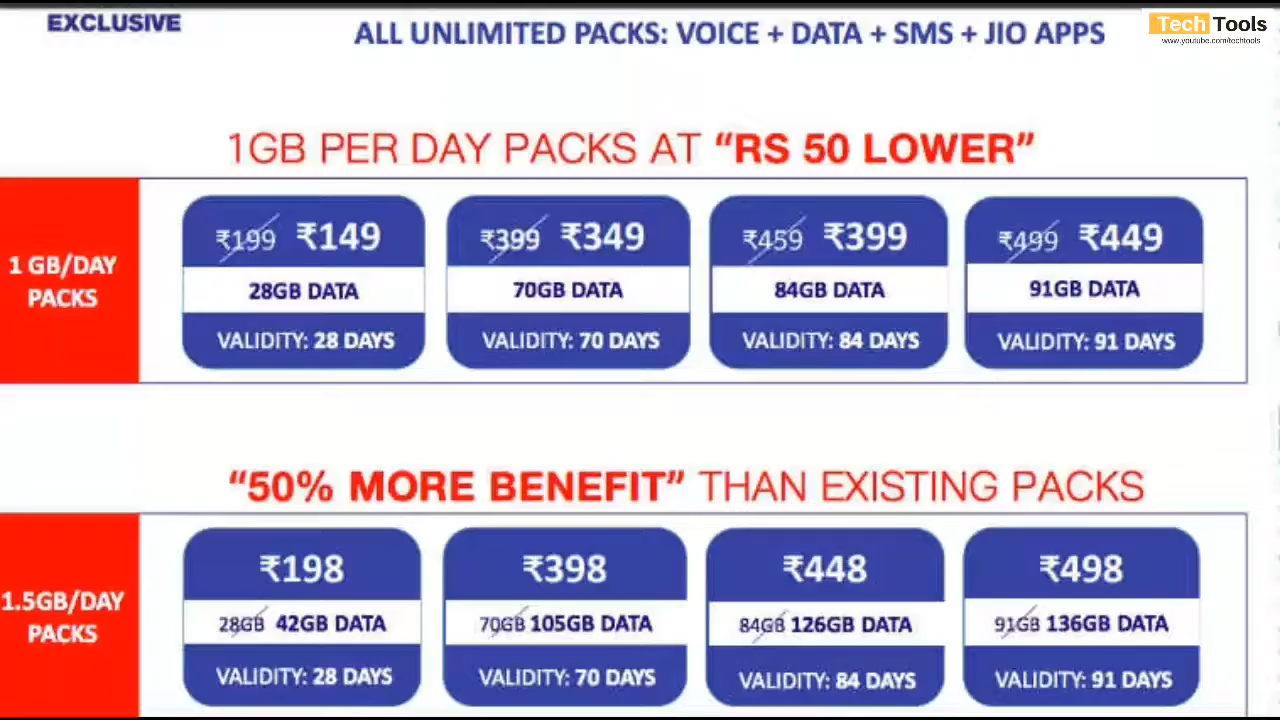 EXCLUSIVE
ALL UNLIMITED PACKS: VOICE + DATA + SMS + JIO APPS
Tech Tools
www.youtube.com/techtools
1GB PER DAY PACKS AT “RS 50 LOWER”
1 GB/DAY
PACKS
₹199 ₹149
28GB DATA
VALIDITY: 28 DAYS
₹399 ₹349
70GB DATA
VALIDITY: 70 DAYS
₹459 ₹399
84GB DATA
VALIDITY: 84 DAYS
₹499 ₹449
91GB DATA
VALIDITY: 91 DAYS
“50% MORE BENEFIT” THAN EXISTING PACKS
1.5GB/DAY
PACKS
₹198
28GB 42GB DATA
VALIDITY: 28 DAYS
₹398
70GB 105GB DATA
VALIDITY: 70 DAYS
₹448
84GB 126GB DATA
VALIDITY: 84 DAYS
₹498
91GB 136GB DATA
VALIDITY: 91 DAYS